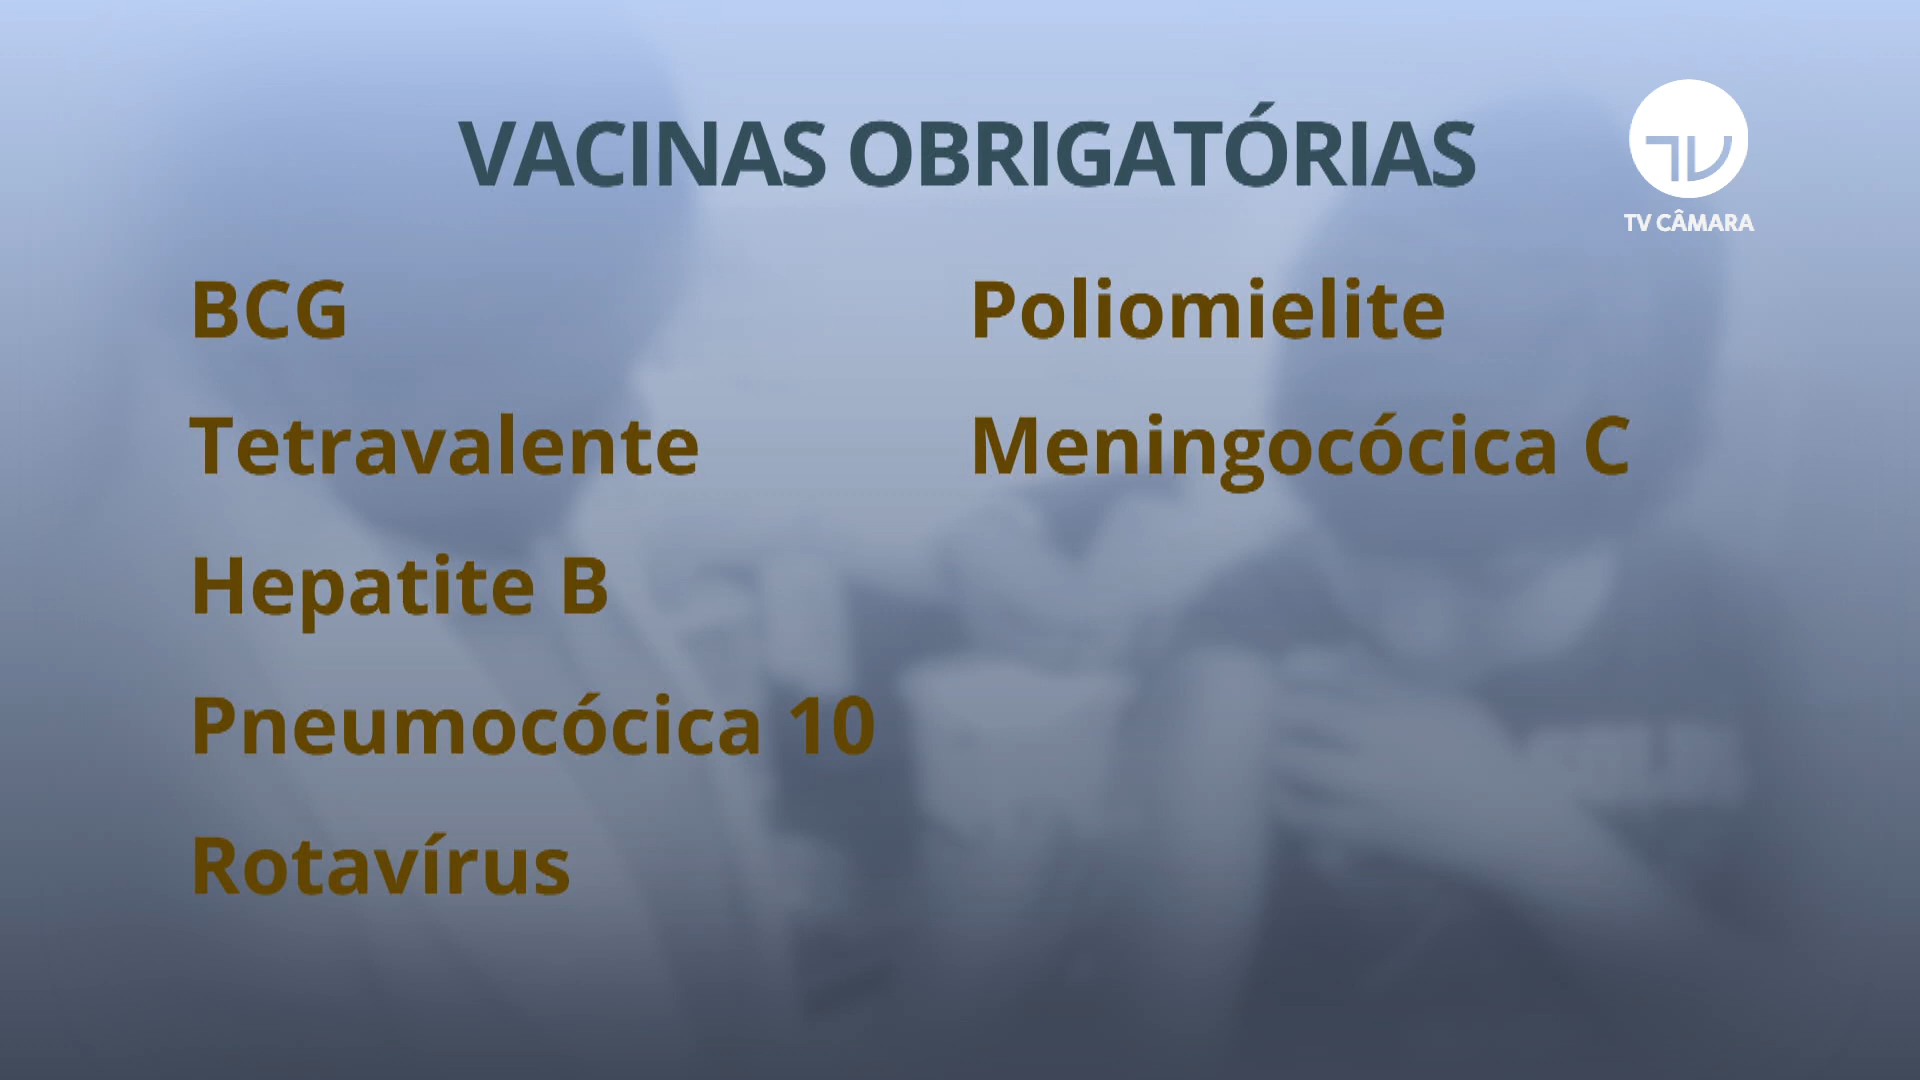 VACINAS OBRIGATÓRIAS
TV CÂMARA
BCG
Tetravalente
Hepatite B
Pneumocócica 10
Rotavírus
Poliomielite
Meningocócica C